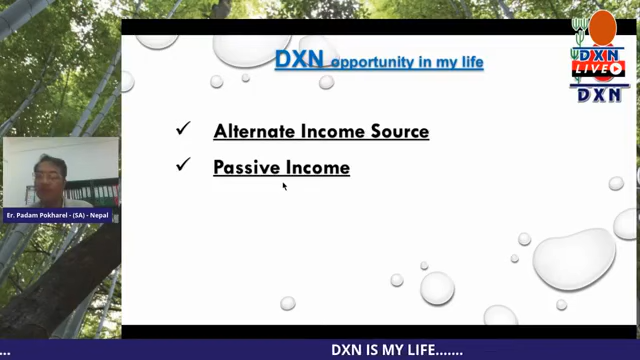 DXN opportunity in my life
DXN
LIVE
DXN
✓ Alternate Income Source
✓ Passive Income
Er. Padam Pokharel - (SA) - Nepal
... DXN IS MY LIFE.......